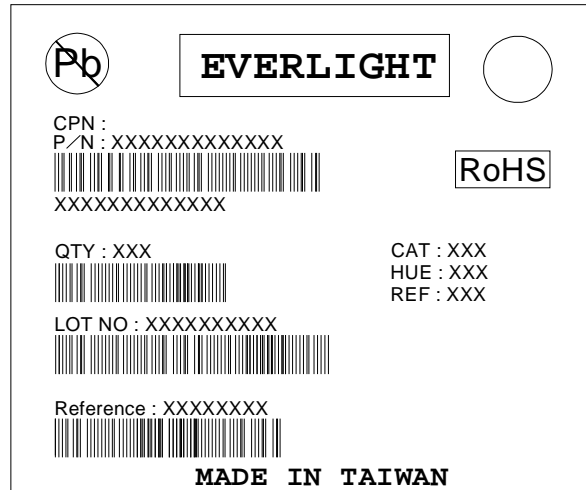 Pb
EVERLIGHT
CPN :
P/N : XXXXXXXXXXXXX
RoHS
XXXXXXXXXXXXX
QTY : XXX
CAT : XXX
HUE : XXX
REF : XXX
LOT NO : XXXXXXXXXX
Reference : XXXXXXXX
MADE IN TAIWAN